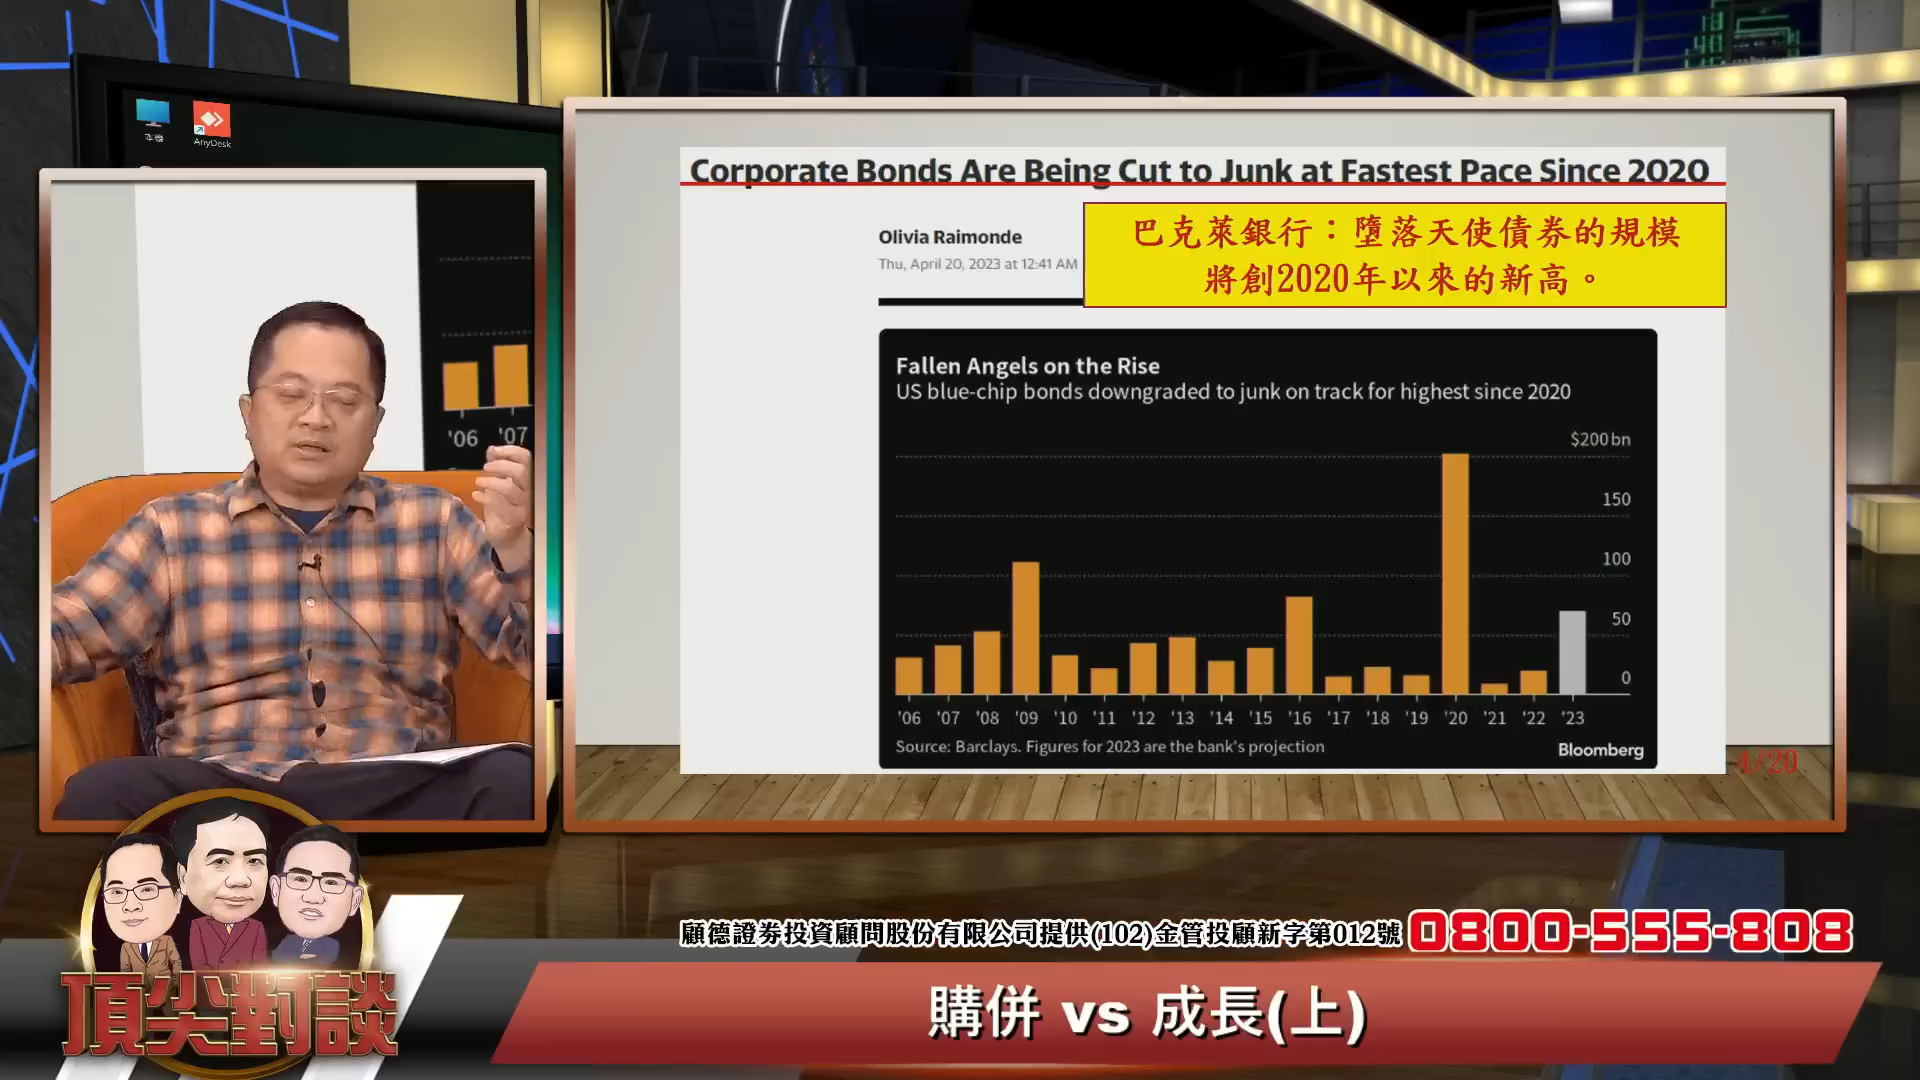 本機
AnyDesk
'06 '07
Corporate Bonds Are Being Cut to Junk at Fastest Pace Since 2020
Olivia Raimonde
Thu, April 20, 2023 at 12:41 AM
巴克萊銀行：墮落天使債券的規模
將創2020年以來的新高。
Fallen Angels on the Rise
US blue-chip bonds downgraded to junk on track for highest since 2020
$200bn
150
100
50
0
'06 '07 '08 '09 '10 '11 '12 '13 '14 '15 '16 '17 '18 '19 '20 '21 '22 '23
Source: Barclays. Figures for 2023 are the bank's projection
Bloomberg
4/20
顧德證券投資顧問股份有限公司提供(102)金管投顧新字第012號 0800-555-808
頂尖對談
購併 vs 成長(上)